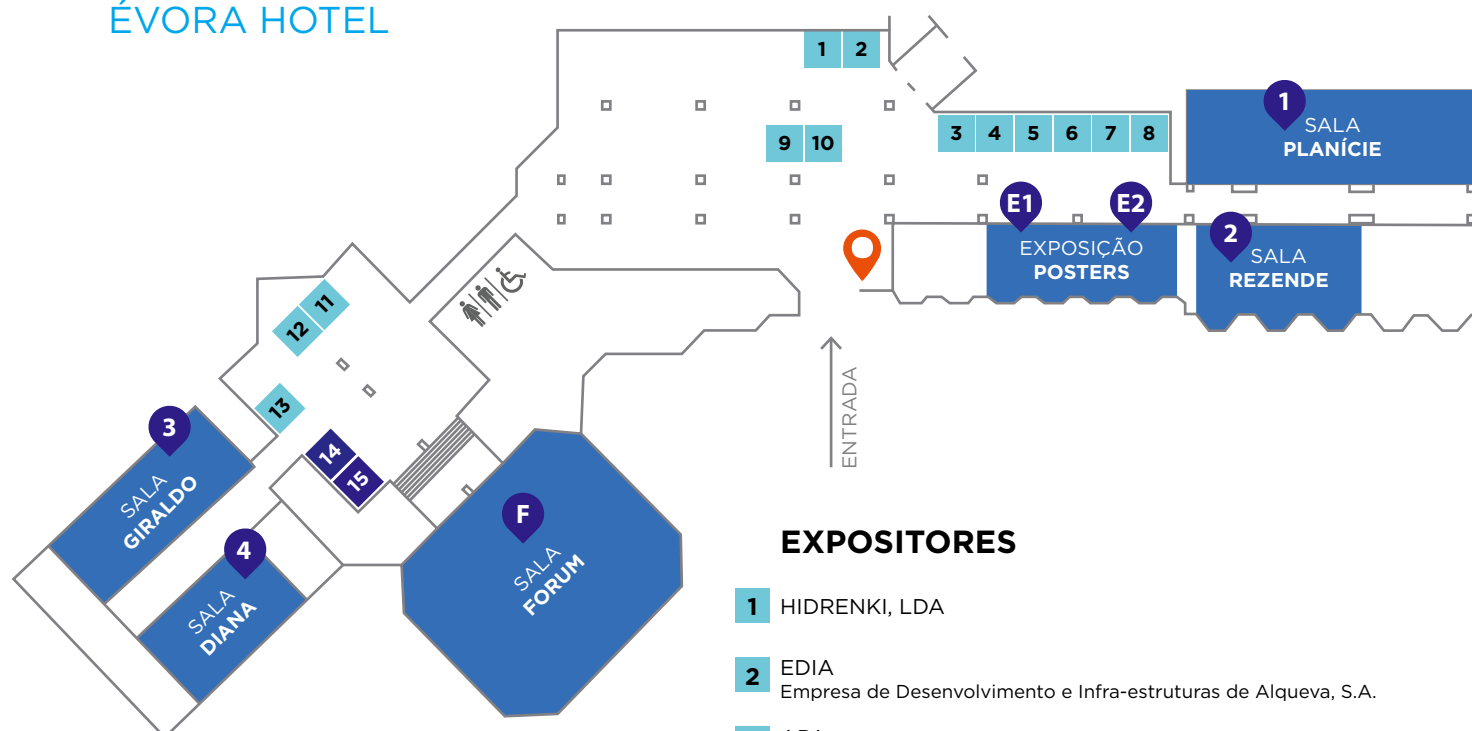 ÉVORA HOTEL
1
2
3
4
5
6
7
8
9
10
1
SALA
PLANÍCIE
E1
E2
EXPOSIÇÃO
POSTERS
2
SALA
REZENDE
11
12
13
14
15
3
SALA
GIRALDO
4
SALA
DIANA
F
SALA
FORUM
ENTRADA
EXPOSITORES
1 HIDRENKI, LDA
2 EDIA
Empresa de Desenvolvimento e Infra-estruturas de Alqueva, S.A.